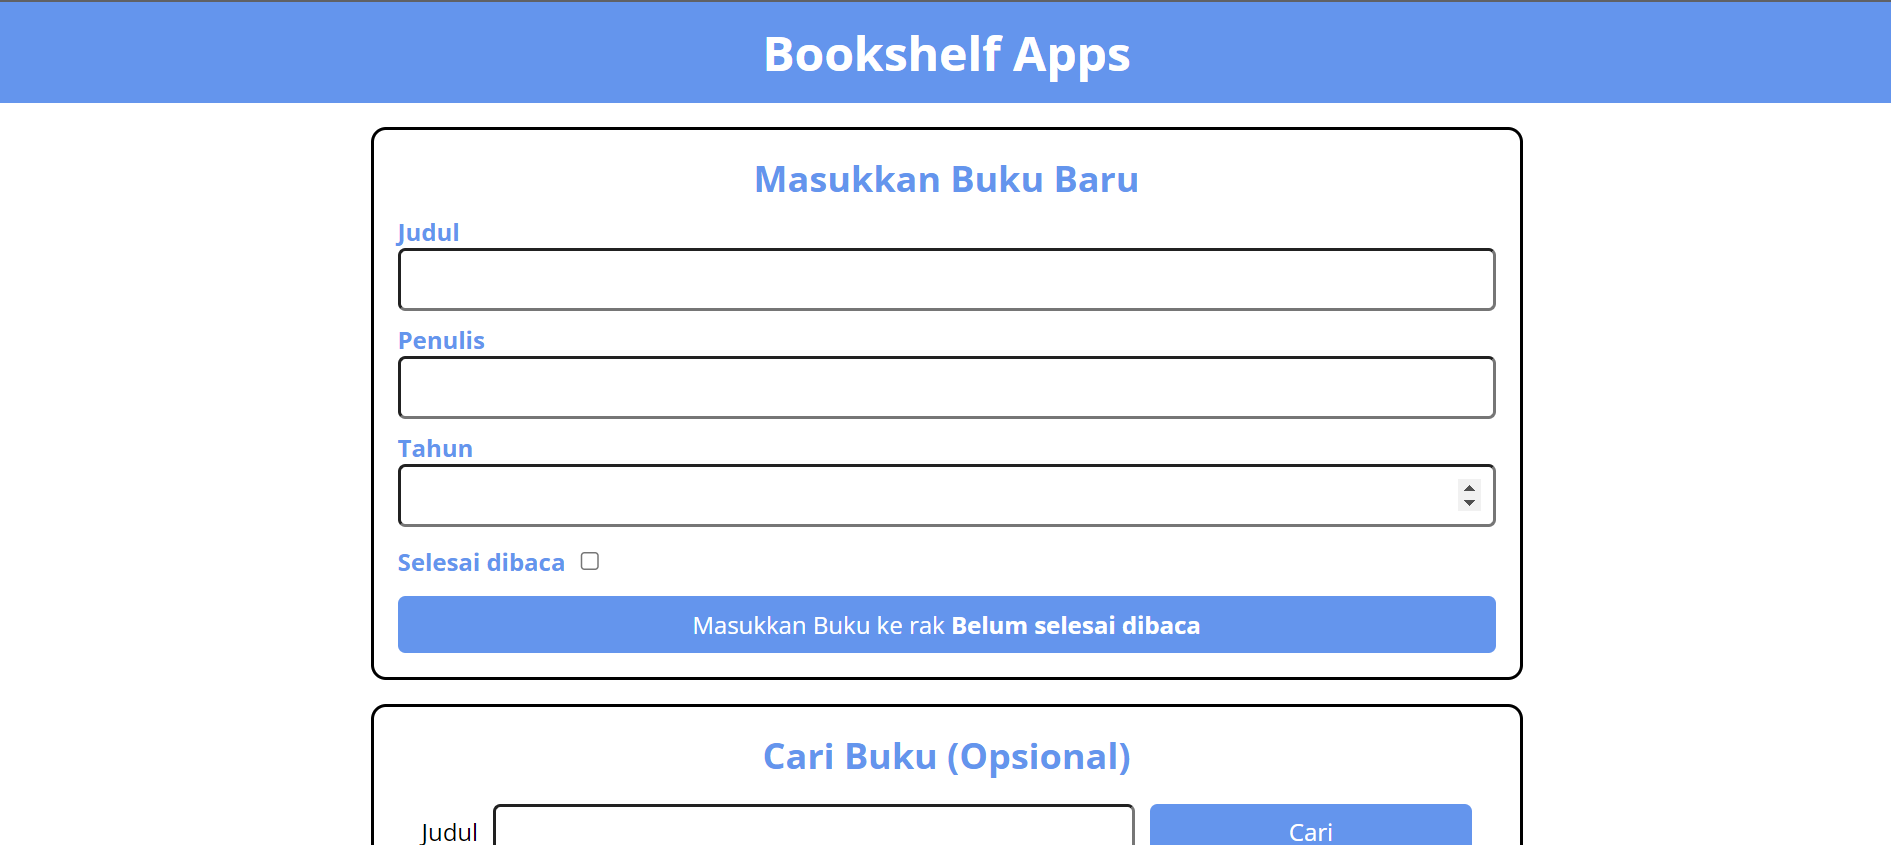 Bookshelf Apps
Masukkan Buku Baru
Judul
Penulis
Tahun
Selesai dibaca
Masukkan Buku ke rak Belum selesai dibaca
Cari Buku (Opsional)
Judul Cari